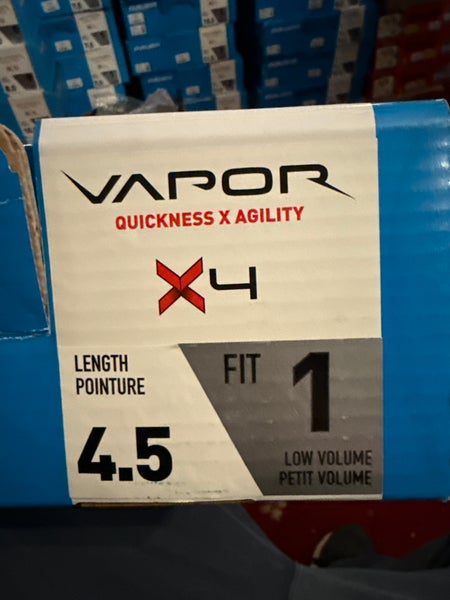 VAPOR
QUICKNESS X AGILITY
X4
LENGTH
POINTURE
4.5
FIT 1
LOW VOLUME
PETIT VOLUME